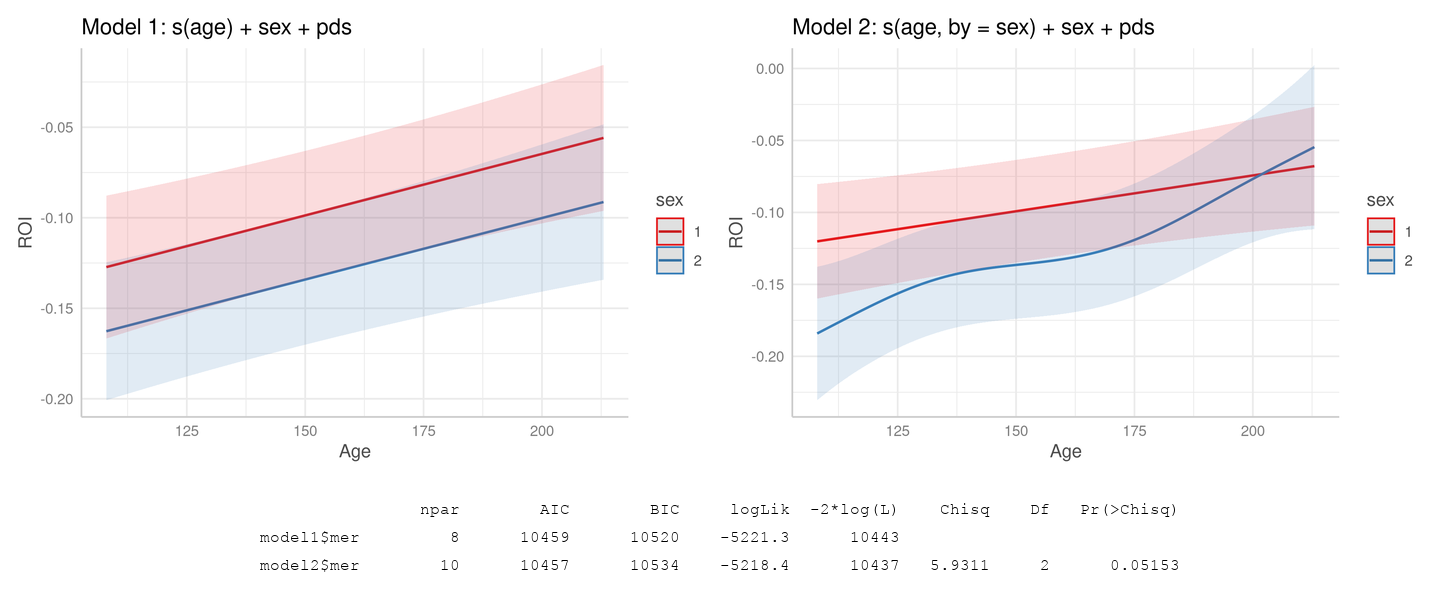 Model 1: s(age) + sex + pds
-0.05
-0.10
-0.15
-0.20
ROI
125 150 175 200
Age
sex
1
2
Model 2: s(age, by = sex) + sex + pds
0.00
-0.05
-0.10
-0.15
-0.20
ROI
125 150 175 200
Age
sex
1
2
npar AIC BIC logLik -2*log(L) Chisq Df Pr(>Chisq)
model1$mer 8 10459 10520 -5221.3 10443
model2$mer 10 10457 10534 -5218.4 10437 5.9311 2 0.05153